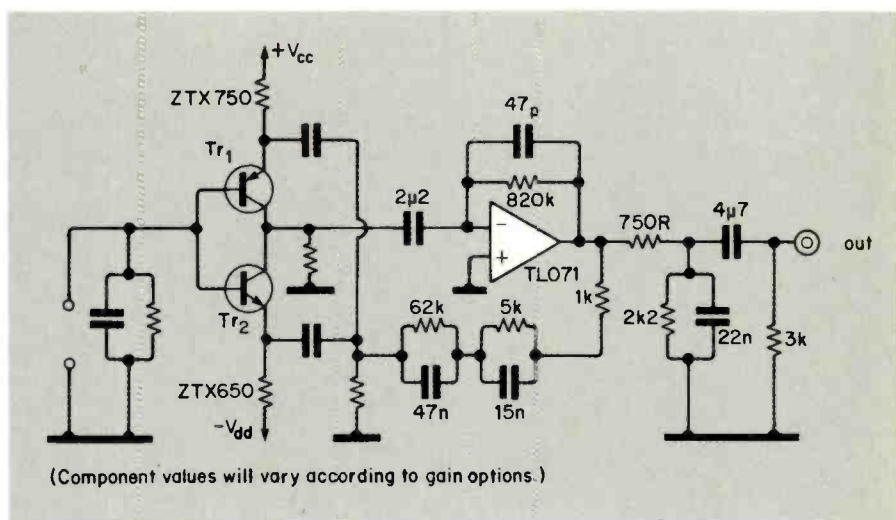 +Vcc
ZTX750
Tr1
47p
820k
2µ2
TL071
750R
4µ7
out
1k
Tr2
62k
5k
2k2
22n
3k
47n
15n
ZTX650
-Vdd
(Component values will vary according to gain options.)